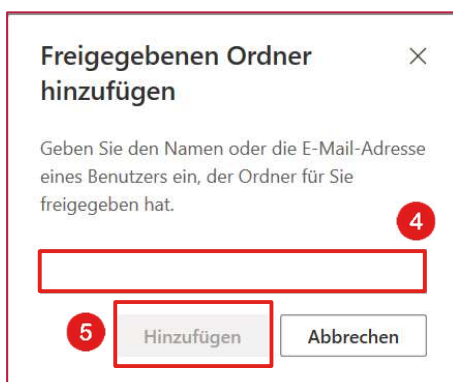 Freigegebenen Ordner
hinzufügen
Geben Sie den Namen oder die E-Mail-Adresse
eines Benutzers ein, der Ordner für Sie
freigegeben hat.
4
5 Hinzufügen Abbrechen